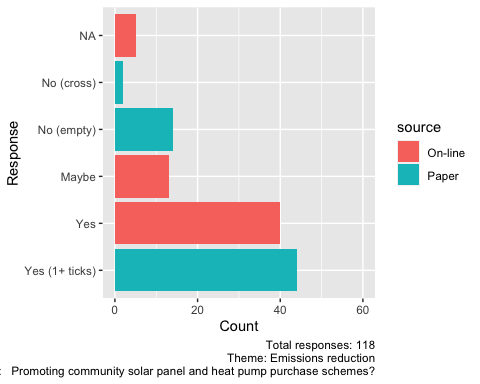 NA
No (cross)
No (empty)
Maybe
Yes
Yes (1+ ticks)
Response
0 20 40 60
Count
source
On-line
Paper
Total responses: 118
Theme: Emissions reduction
: Promoting community solar panel and heat pump purchase schemes?